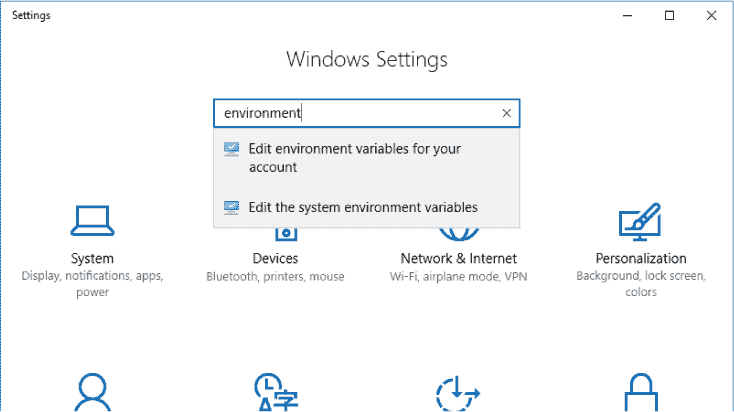 Settings
Windows Settings
environment
Edit environment variables for your
account
Edit the system environment variables
System
Display, notifications, apps,
power
Devices
Bluetooth, printers, mouse
Network & Internet
Wi-Fi, airplane mode, VPN
Personalization
Background, lock screen,
colors